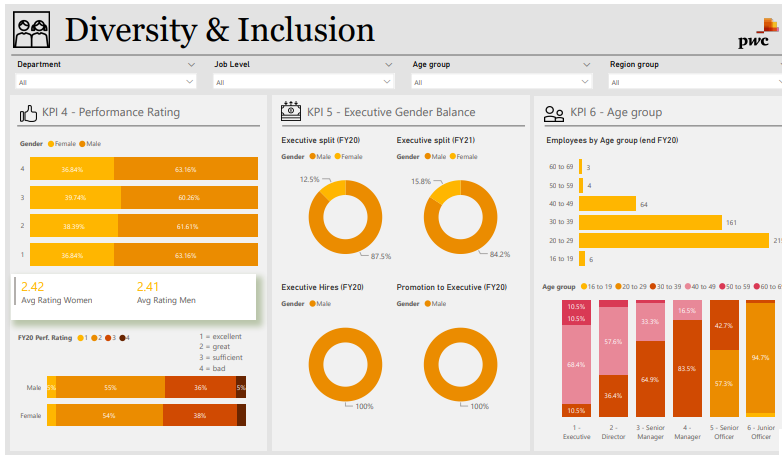 Diversity & Inclusion
pwc
Department
Job Level
Age group
Region group
All
All
All
All
KPI 4 - Performance Rating
Gender Female Male
4 36.84% 63.16%
3 39.74% 60.26%
2 38.39% 61.61%
1 36.84% 63.16%
2.42
Avg Rating Women
2.41
Avg Rating Men
FY20 Perf. Rating 1 2 3 4
1 = excellent
2 = great
3 = sufficient
4 = bad
Male 5% 55% 36% 5%
Female 54% 38%
KPI 5 - Executive Gender Balance
Executive split (FY20)
Gender Male Female
12.5%
87.5%
Executive split (FY21)
Gender Male Female
15.8%
84.2%
Executive Hires (FY20)
Gender Male
100%
Promotion to Executive (FY20)
Gender Male
100%
KPI 6 - Age group
Employees by Age group (end FY20)
60 to 69 3
50 to 59 4
40 to 49 64
30 to 39 161
20 to 29
16 to 19 6
Age group 16 to 19 20 to 29 30 to 39 40 to 49 50 to 59
10.5%
10.5%
68.4%
10.5%
57.6%
36.4%
33.3%
64.9%
16.5%
83.5%
42.7%
57.3%
94.7%
1 -
Executive
2 -
Director
3 - Senior
Manager
4 -
Manager
5 - Senior
Officer
6 - Junior
Officer